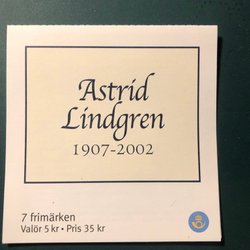 Astrid
Lindgren
1907-2002
7 frimärken
Valör 5 kr • Pris 35 kr